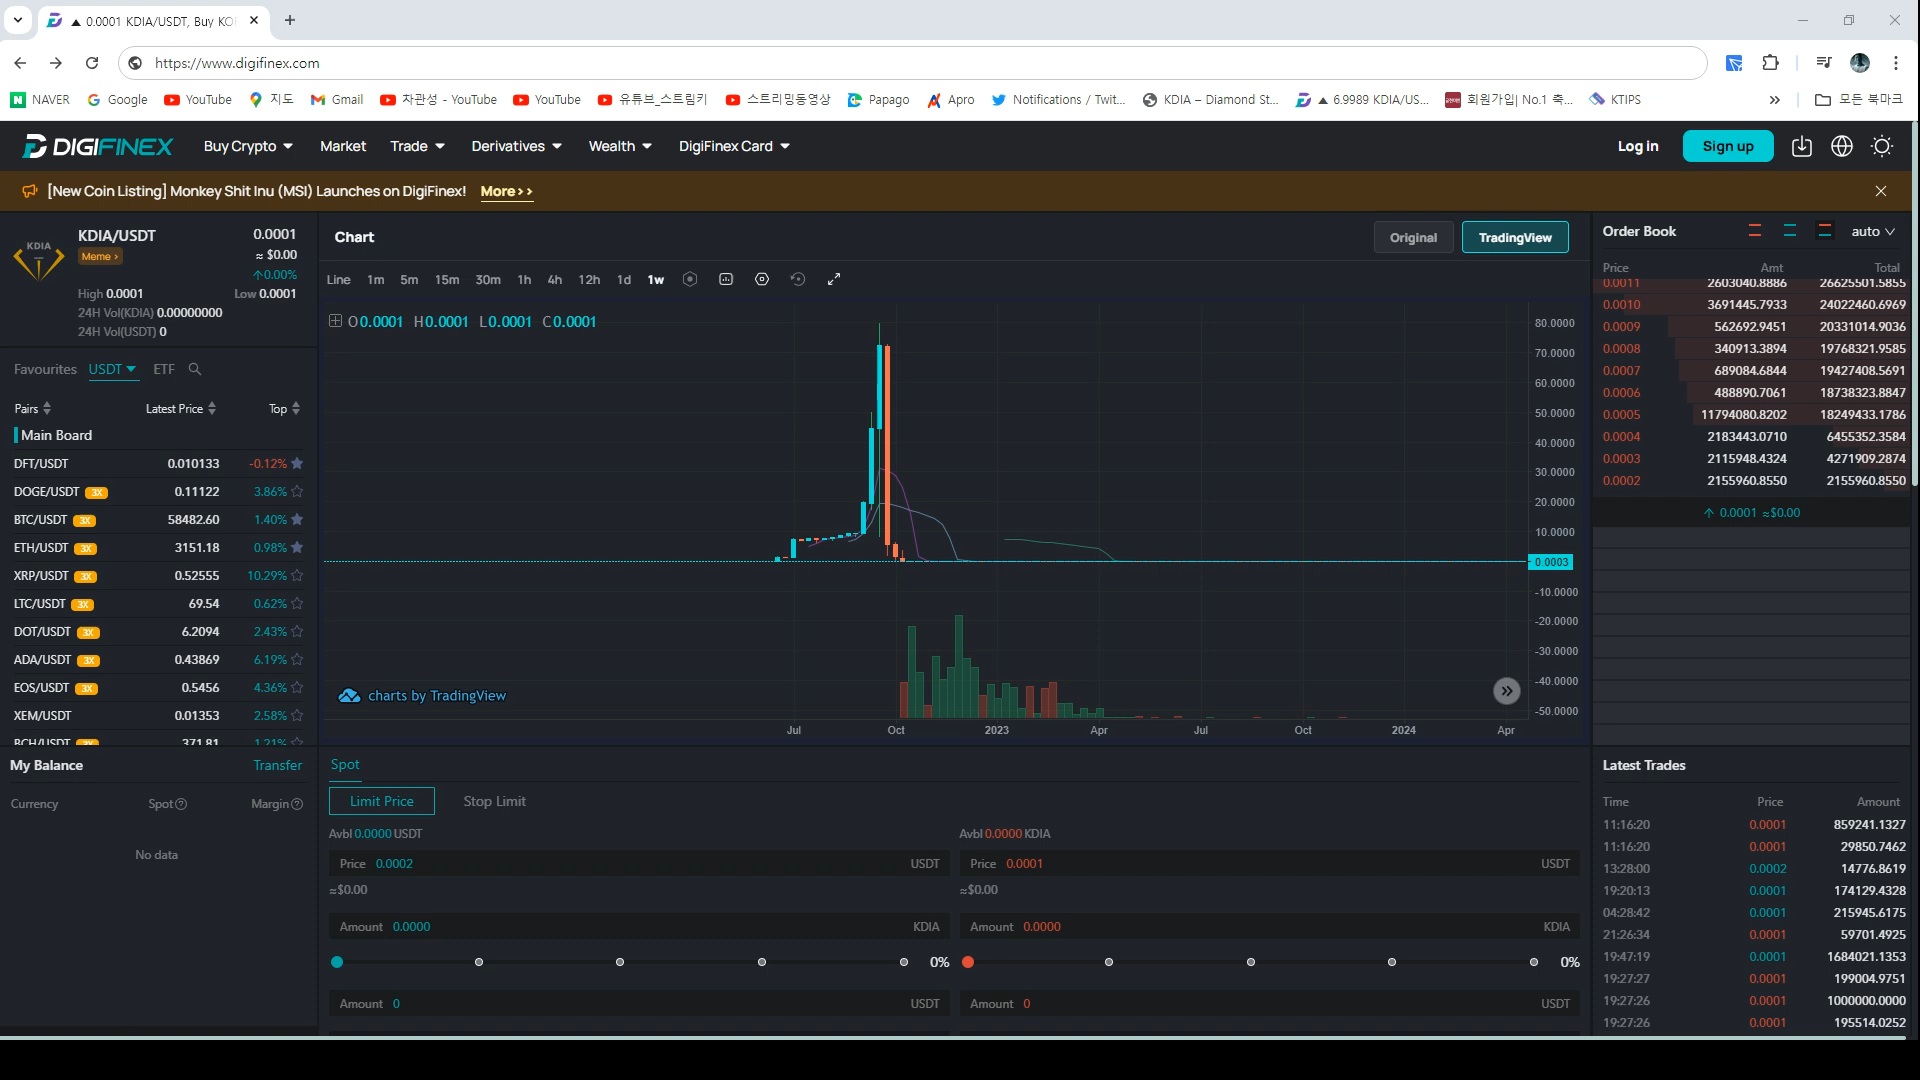 ▲ 0.0001 KDIA/USDT, Buy KO
https://www.digifinex.com
NAVER Google YouTube 지도 Gmail 차관성 - YouTube YouTube 유튜브_스트림키 스트리밍동영상 Papago Apro Notifications / Twit... KDIA – Diamond St... ▲ 6.9989 KDIA/US... 회원가입| No.1 축... KTIPS 모든 북마크
DIGIFINEX Buy Crypto Market Trade Derivatives Wealth DigiFinex Card Log in Sign up
[New Coin Listing] Monkey Shit Inu (MSI) Launches on DigiFinex! More>>
KDIA
KDIA/USDT 0.0001
Meme > ≈ $0.00
↑0.00%
High 0.0001 Low 0.0001
24H Vol(KDIA) 0.00000000
24H Vol(USDT) 0
Favourites USDT ETF
Pairs Latest Price Top
Main Board
DFT/USDT 0.010133 -0.12%
DOGE/USDT 3X 0.11122 3.86%
BTC/USDT 3X 58482.60 1.40%
ETH/USDT 3X 3151.18 0.98%
XRP/USDT 3X 0.52555 10.29%
LTC/USDT 3X 69.54 0.62%
DOT/USDT 3X 6.2094 2.43%
ADA/USDT 3X 0.43869 6.19%
EOS/USDT 3X 0.5456 4.36%
XEM/USDT 0.01353 2.58%
BCH/USDT 3X 371.81 1.21%
My Balance Transfer
Currency Spot Margin
No data
Chart Original TradingView
Line 1m 5m 15m 30m 1h 4h 12h 1d 1w
O0.0001 H0.0001 L0.0001 C0.0001
80.0000
70.0000
60.0000
50.0000
40.0000
30.0000
20.0000
10.0000
0.0003
-10.0000
-20.0000
-30.0000
-40.0000
-50.0000
charts by TradingView
Jul Oct 2023 Apr Jul Oct 2024 Apr
Spot
Limit Price Stop Limit
Avbl 0.0000 USDT Avbl 0.0000 KDIA
Price 0.0002 USDT Price 0.0001 USDT
≈$0.00 ≈$0.00
Amount 0.0000 KDIA Amount 0.0000 KDIA
0% 0%
Amount 0 USDT Amount 0 USDT
Order Book auto
Price Amt Total
0.0011 2603040.8886 26625501.5855
0.0010 3691445.7933 24022460.6969
0.0009 562692.9451 20331014.9036
0.0008 340913.3894 19768321.9585
0.0007 689084.6844 19427408.5691
0.0006 488890.7061 18738323.8847
0.0005 11794080.8202 18249433.1786
0.0004 2183443.0710 6455352.3584
0.0003 2115948.4324 4271909.2874
0.0002 2155960.8550 2155960.8550
↑ 0.0001 ≈$0.00
Latest Trades
Time Price Amount
11:16:20 0.0001 859241.1327
11:16:20 0.0001 29850.7462
13:28:00 0.0002 14776.8619
19:20:13 0.0001 174129.4328
04:28:42 0.0001 215945.6175
21:26:34 0.0001 59701.4925
19:47:19 0.0001 1684021.1353
19:27:27 0.0001 199004.9751
19:27:26 0.0001 1000000.0000
19:27:26 0.0001 195514.0252